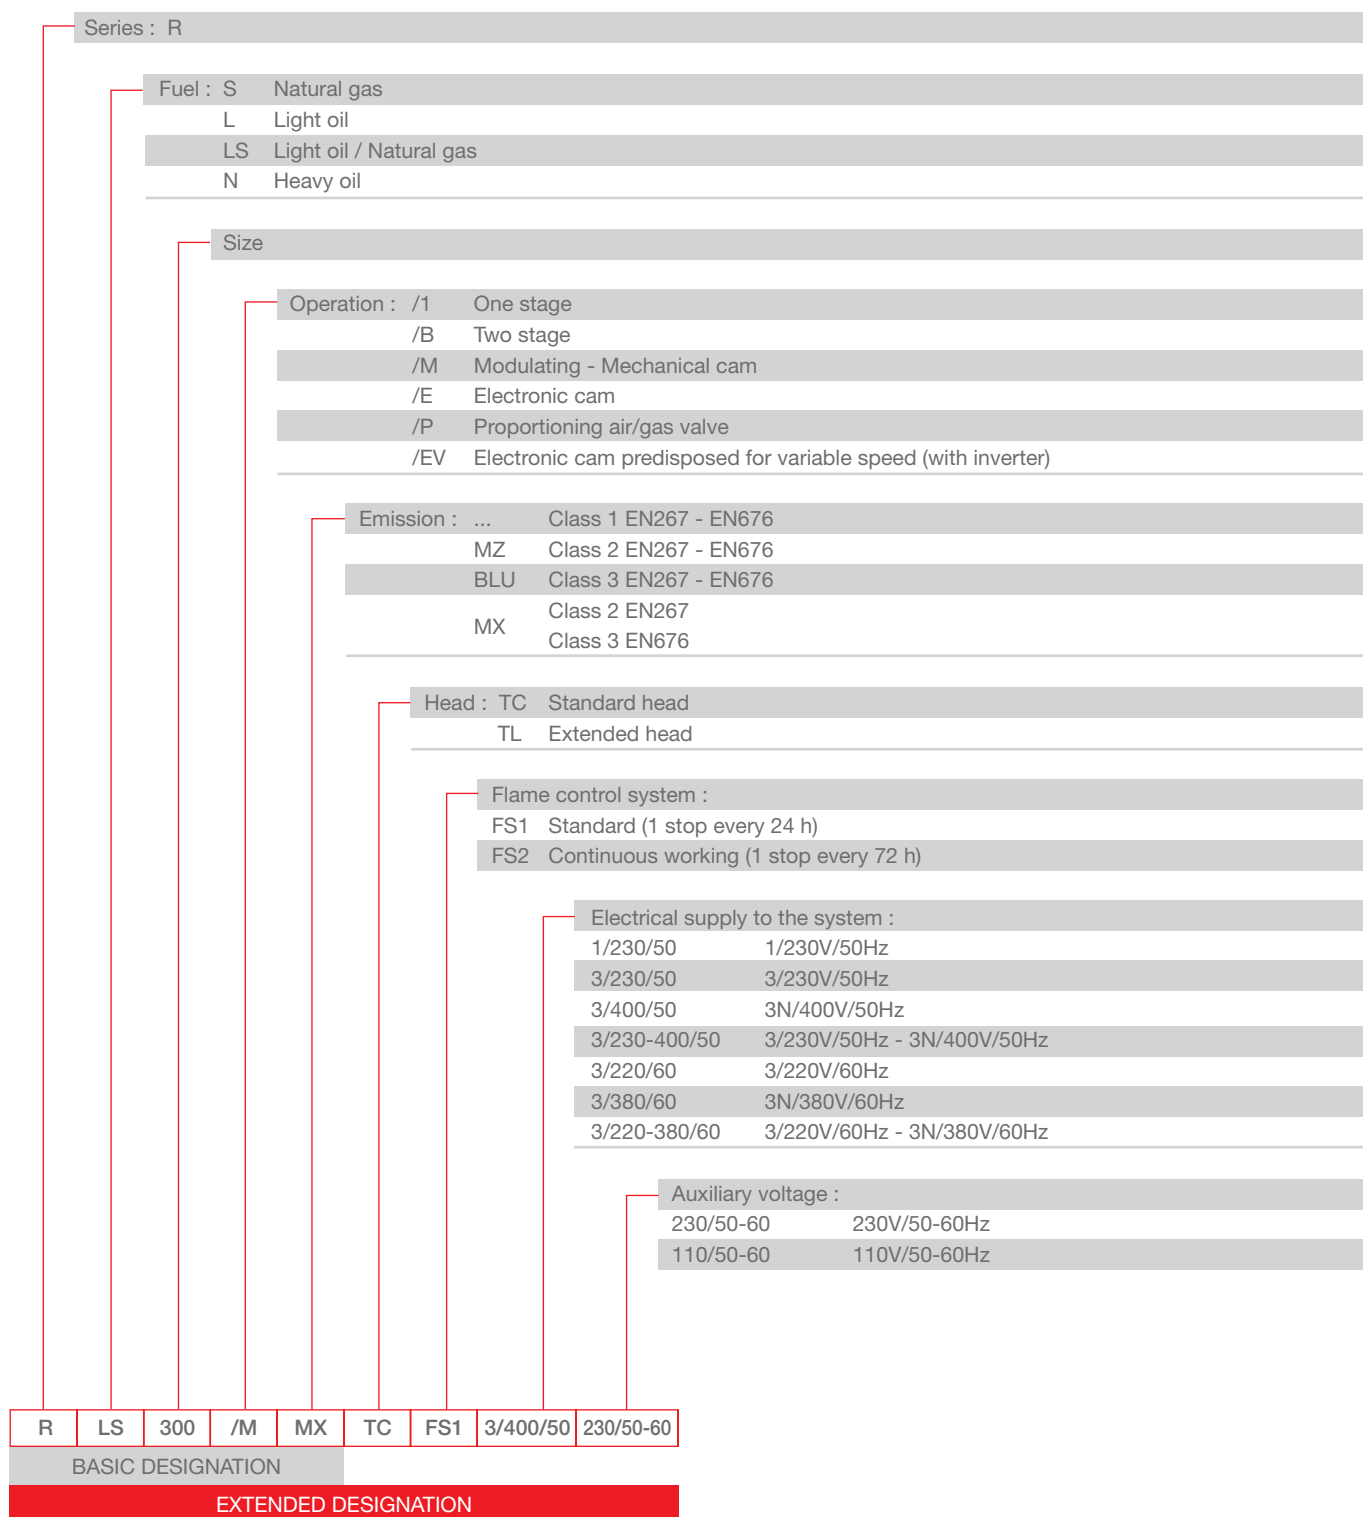 Series : R
Fuel : S Natural gas
L Light oil
LS Light oil / Natural gas
N Heavy oil
Size
Operation : /1 One stage
/B Two stage
/M Modulating - Mechanical cam
/E Electronic cam
/P Proportioning air/gas valve
/EV Electronic cam predisposed for variable speed (with inverter)
Emission : ... Class 1 EN267 - EN676
MZ Class 2 EN267 - EN676
BLU Class 3 EN267 - EN676
MX Class 2 EN267
Class 3 EN676
Head : TC Standard head
TL Extended head
Flame control system :
FS1 Standard (1 stop every 24 h)
FS2 Continuous working (1 stop every 72 h)
Electrical supply to the system :
1/230/50 1/230V/50Hz
3/230/50 3/230V/50Hz
3/400/50 3N/400V/50Hz
3/230-400/50 3/230V/50Hz - 3N/400V/50Hz
3/220/60 3/220V/60Hz
3/380/60 3N/380V/60Hz
3/220-380/60 3/220V/60Hz - 3N/380V/60Hz
Auxiliary voltage :
230/50-60 230V/50-60Hz
110/50-60 110V/50-60Hz
R LS 300 /M MX TC FS1 3/400/50 230/50-60
BASIC DESIGNATION
EXTENDED DESIGNATION